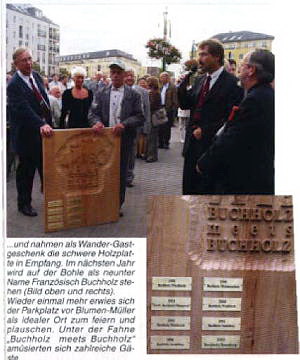 ...und nahmen als Wander-Gast-
geschenk die schwere Holzplat-
te in Empfang. Im nächsten Jahr
wird auf der Bohle als neunter
Name Französisch Buchholz ste-
hen (Bild oben und rechts).
Wieder einmal mehr erwies sich
der Parkplatz vor Blumen-Müller
als idealer Ort zum feiern und
plauschen. Unter der Fahne
„Buchholz meets Buchholz"
amüsierten sich zahlreiche Gä-
ste
BUCHHOLZ
meets
BUCHHOLZ